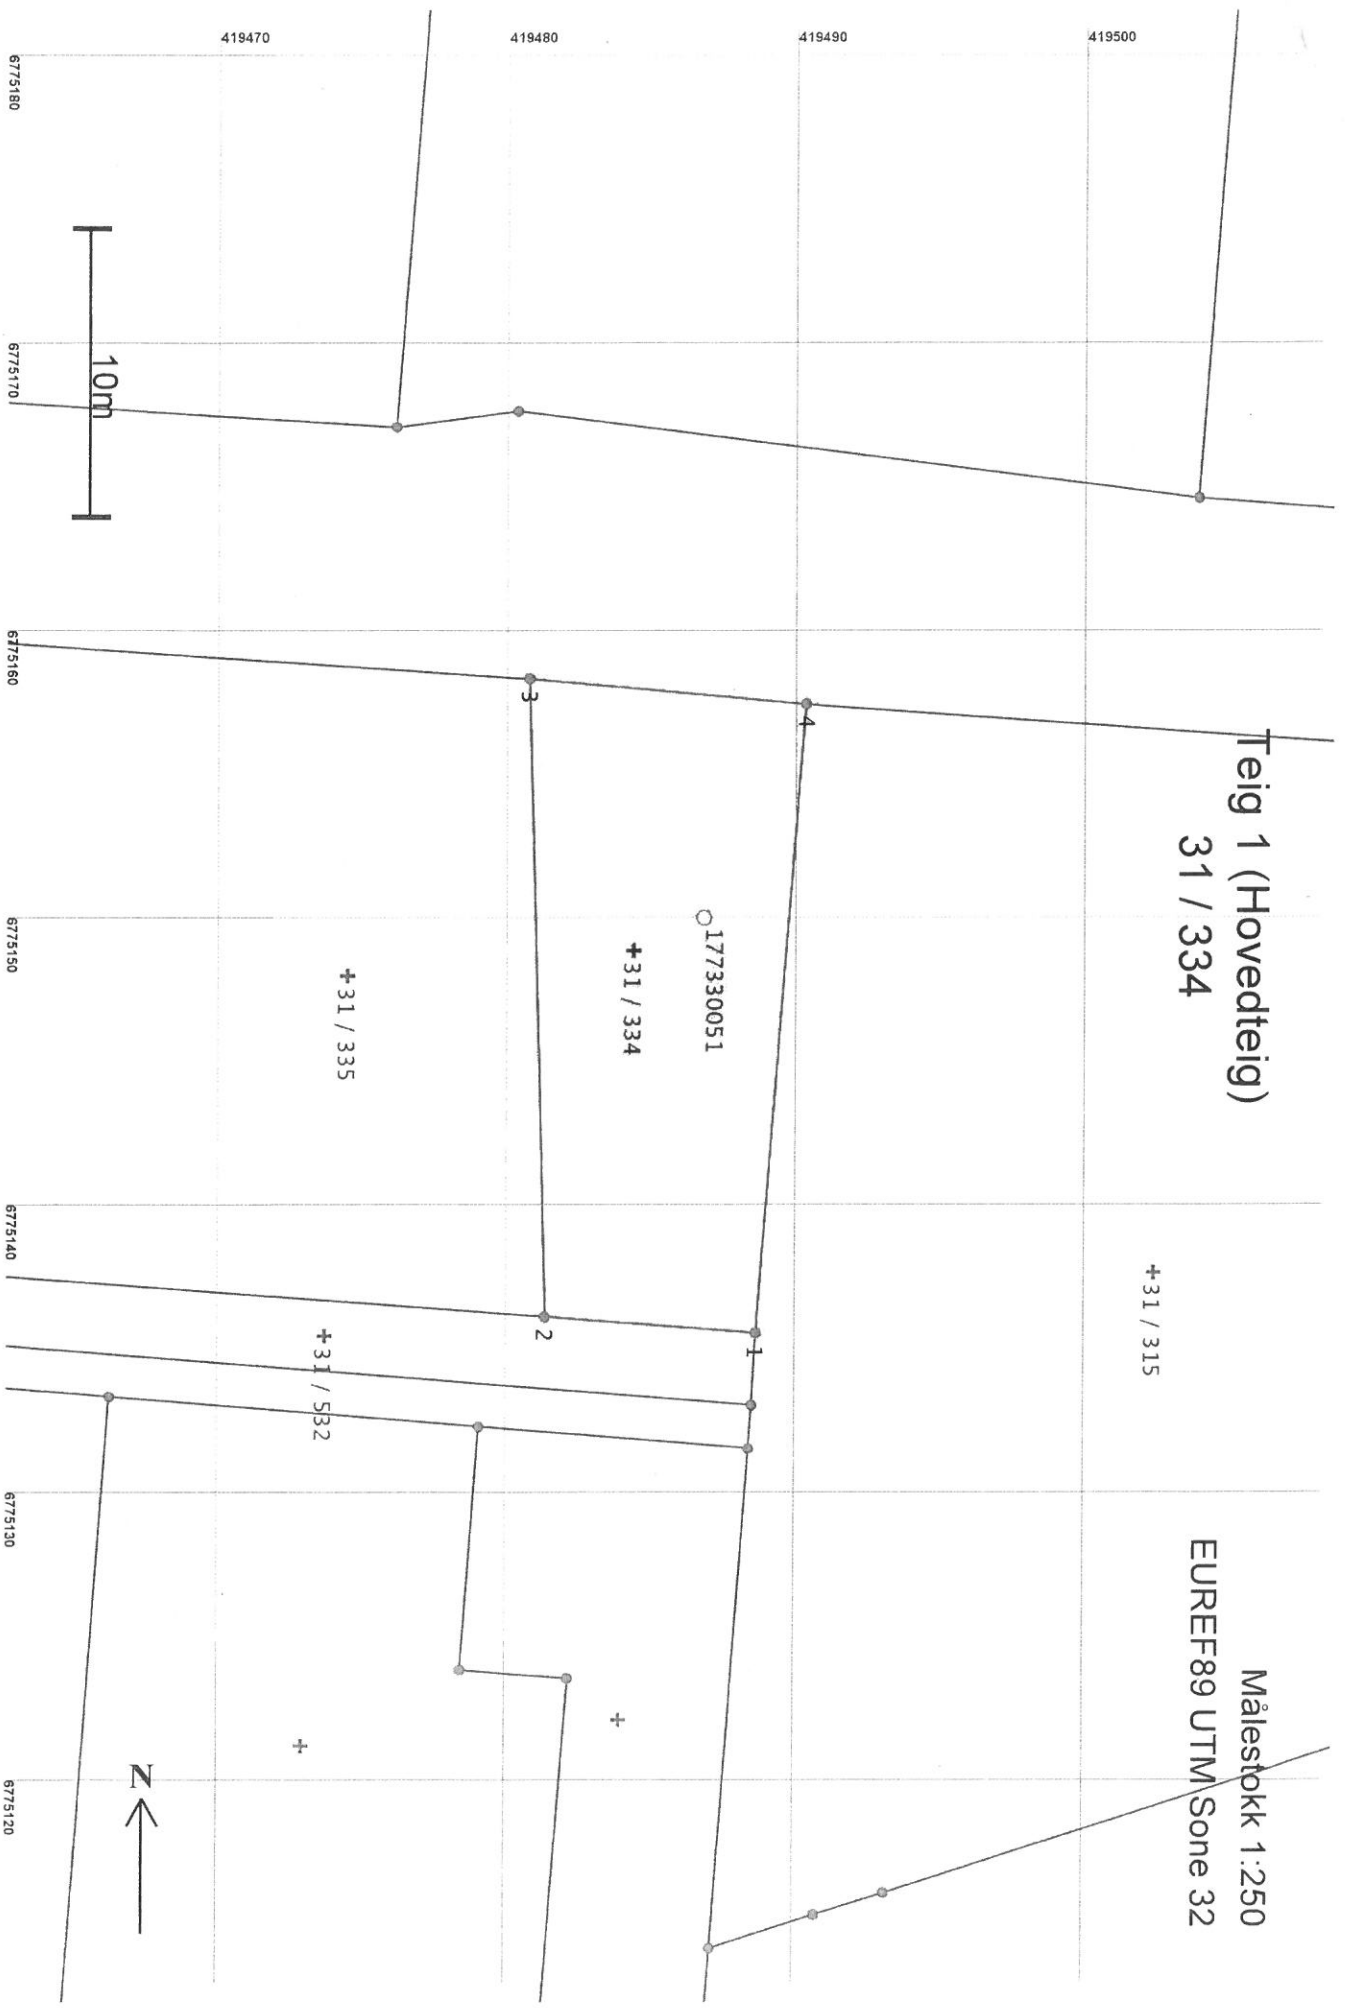 Teig 1 (Hovedteig)
31 / 334
Målestokk 1:250
EUREF89 UTM Sone 32
419470
419480
419490
419500
6775180
6775170
6775160
6775150
6775140
6775130
6775120
10m
3
4
2
1
177330051
+31 / 334
+31 / 335
+31 / 315
+31 / 532
N